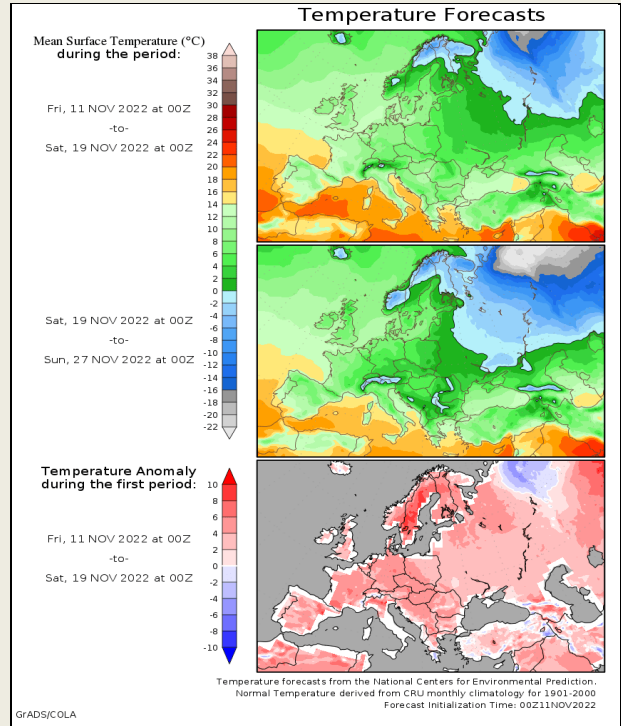 Temperature Forecasts
Mean Surface Temperature (°C)
during the period:
Fri, 11 NOV 2022 at 00Z
-to-
Sat, 19 NOV 2022 at 00Z
38
36
34
32
30
28
26
24
22
20
18
16
14
12
10
8
6
4
2
0
-2
-4
-6
-8
-10
-12
-14
-16
-18
-20
-22
Sat, 19 NOV 2022 at 00Z
-to-
Sun, 27 NOV 2022 at 00Z
Temperature Anomaly
during the first period:
Fri, 11 NOV 2022 at 00Z
-to-
Sat, 19 NOV 2022 at 00Z
10
8
6
4
2
0
-2
-4
-6
-8
-10
Temperature forecasts from the National Centers for Environmental Prediction.
Normal Temperature derived from CRU monthly climatology for 1901-2000
Forecast Initialization Time: 00Z11NOV2022
GrADS/COLA